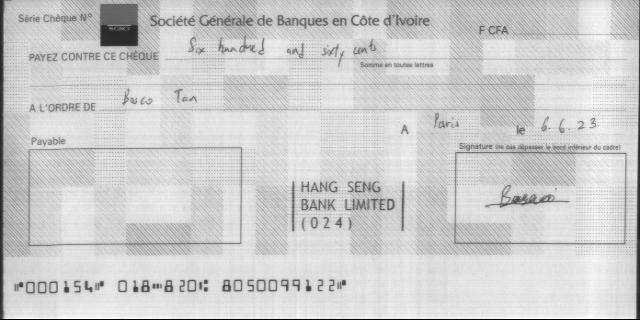 Série Chèque N°
SGBCI
Société Générale de Banques en Côte d'Ivoire
F CFA
PAYEZ CONTRE CE CHÈQUE Six hundred and sixty cents
Somme en toutes lettres
A L'ORDRE DE Bosco Tan
A Paris le 6.6.23
Payable
Signature (ne pas dépasser le bord inférieur du cadre)
HANG SENG
BANK LIMITED
(024)
⑈000154⑈ 018⑉820⑆ 8050099122⑈